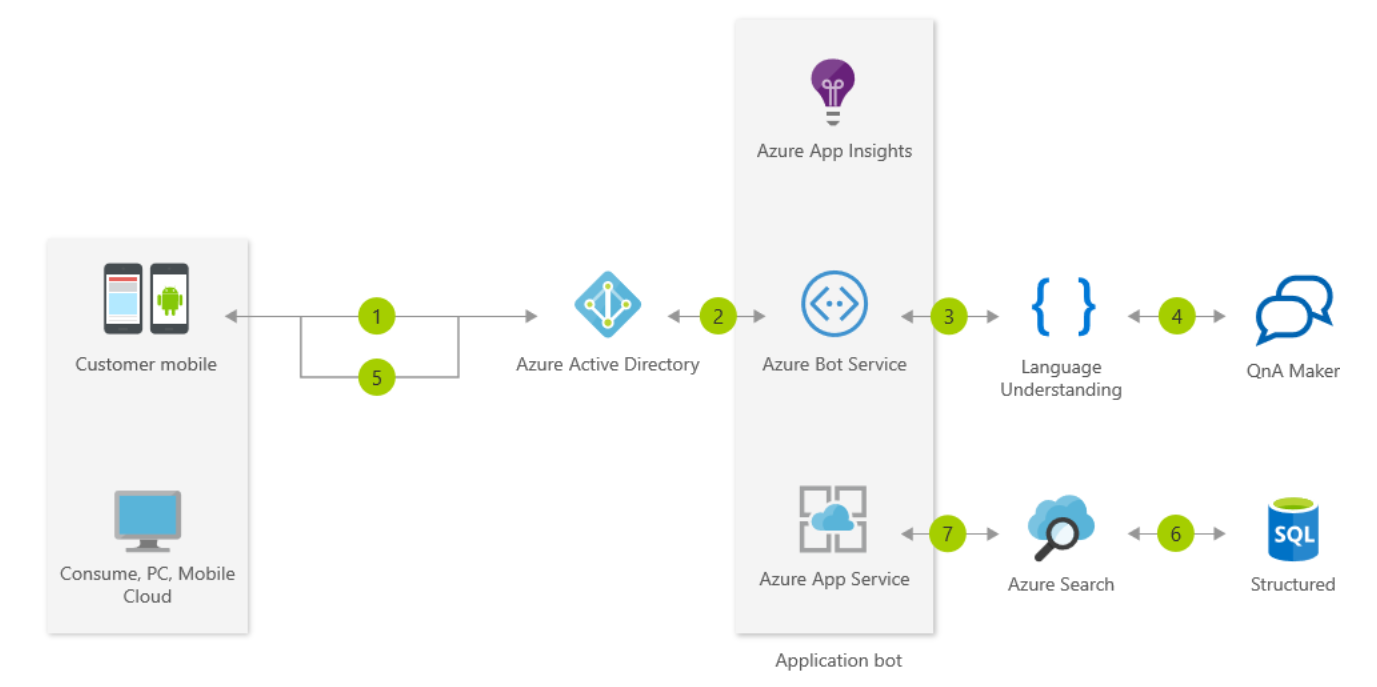 Azure App Insights
1
2
3
4
Customer mobile
Azure Active Directory
Azure Bot Service
Language
Understanding
QnA Maker
5
7
6
SQL
Consume, PC, Mobile
Cloud
Azure App Service
Azure Search
Structured
Application bot